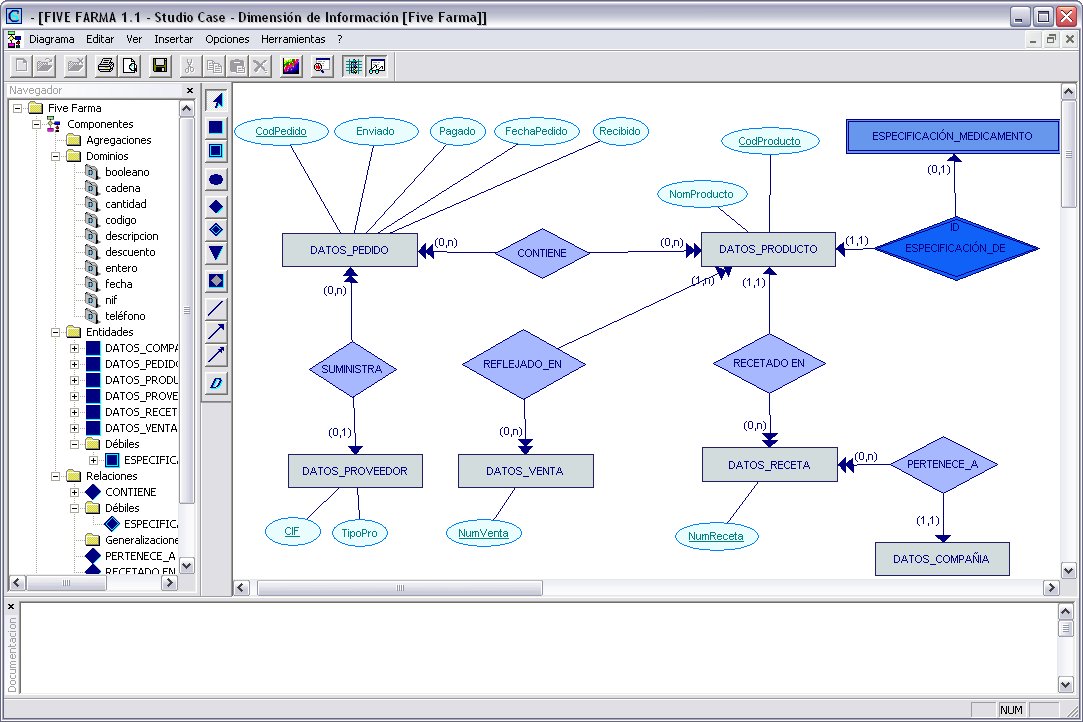 - [FIVE FARMA 1.1 - Studio Case - Dimensión de Información [Five Farma]]
Diagrama Editar Ver Insertar Opciones Herramientas ?
Navegador
Five Farma
Componentes
Agregaciones
Dominios
booleano
cadena
cantidad
codigo
descripcion
descuento
entero
fecha
nif
teléfono
Entidades
DATOS_COMPA
DATOS_PEDIDO
DATOS_PRODU
DATOS_PROVE
DATOS_RECET
DATOS_VENTA
Débiles
ESPECIFICA
Relaciones
CONTIENE
Débiles
ESPECIFICA
Generalizacione
PERTENECE_A
RECETADO EN
D
CodPedido Enviado Pagado FechaPedido Recibido
CodProducto
NomProducto
ESPECIFICACIÓN_MEDICAMENTO
(0,1)
DATOS_PEDIDO (0,n) CONTIENE (0,n) DATOS_PRODUCTO (1,1)
ID
ESPECIFICACIÓN_DE
(0,n) (1,n) (1,1)
SUMINISTRA REFLEJADO_EN RECETADO EN
(0,1) (0,n) (0,n)
DATOS_PROVEEDOR DATOS_VENTA DATOS_RECETA (0,n) PERTENECE_A
(1,1)
CIF TipoPro NumVenta NumReceta
DATOS_COMPAÑIA
Documentacion
NUM